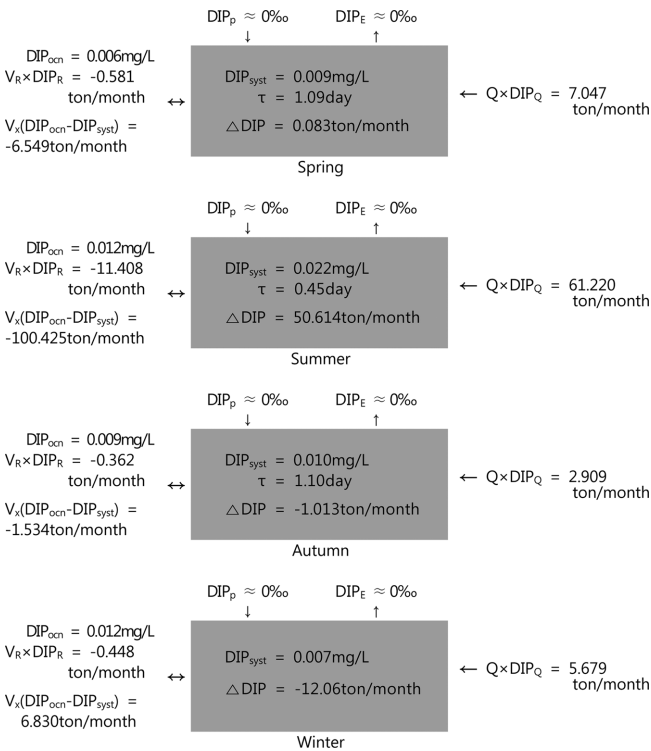 DIPp ≈ 0‰ DIPE ≈ 0‰
↓ ↑
DIPocn = 0.006mg/L
VR×DIPR = -0.581
ton/month
Vx(DIPocn-DIPsyst) =
-6.549ton/month
↔
DIPsyst = 0.009mg/L
τ = 1.09day
△DIP = 0.083ton/month
← Q×DIPQ = 7.047
ton/month
Spring
DIPp ≈ 0‰ DIPE ≈ 0‰
↓ ↑
DIPocn = 0.012mg/L
VR×DIPR = -11.408
ton/month
Vx(DIPocn-DIPsyst) =
-100.425ton/month
↔
DIPsyst = 0.022mg/L
τ = 0.45day
△DIP = 50.614ton/month
← Q×DIPQ = 61.220
ton/month
Summer
DIPp ≈ 0‰ DIPE ≈ 0‰
↓ ↑
DIPocn = 0.009mg/L
VR×DIPR = -0.362
ton/month
Vx(DIPocn-DIPsyst) =
-1.534ton/month
↔
DIPsyst = 0.010mg/L
τ = 1.10day
△DIP = -1.013ton/month
← Q×DIPQ = 2.909
ton/month
Autumn
DIPp ≈ 0‰ DIPE ≈ 0‰
↓ ↑
DIPocn = 0.012mg/L
VR×DIPR = -0.448
ton/month
Vx(DIPocn-DIPsyst) =
6.830ton/month
↔
DIPsyst = 0.007mg/L
△DIP = -12.06ton/month
← Q×DIPQ = 5.679
ton/month
Winter